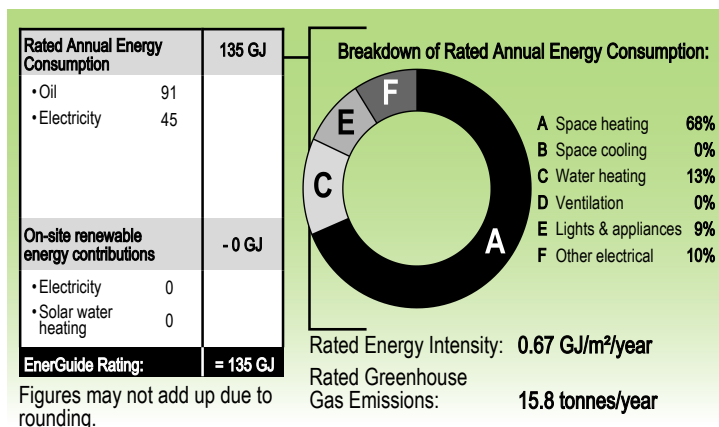 Rated Annual Energy
Consumption
135 GJ
• Oil 91
• Electricity 45
On-site renewable
energy contributions
- 0 GJ
• Electricity 0
• Solar water
heating 0
EnerGuide Rating: = 135 GJ
Figures may not add up due to
rounding.
Breakdown of Rated Annual Energy Consumption:
F
E
C
A
A Space heating 68%
B Space cooling 0%
C Water heating 13%
D Ventilation 0%
E Lights & appliances 9%
F Other electrical 10%
Rated Energy Intensity: 0.67 GJ/m²/year
Rated Greenhouse
Gas Emissions: 15.8 tonnes/year